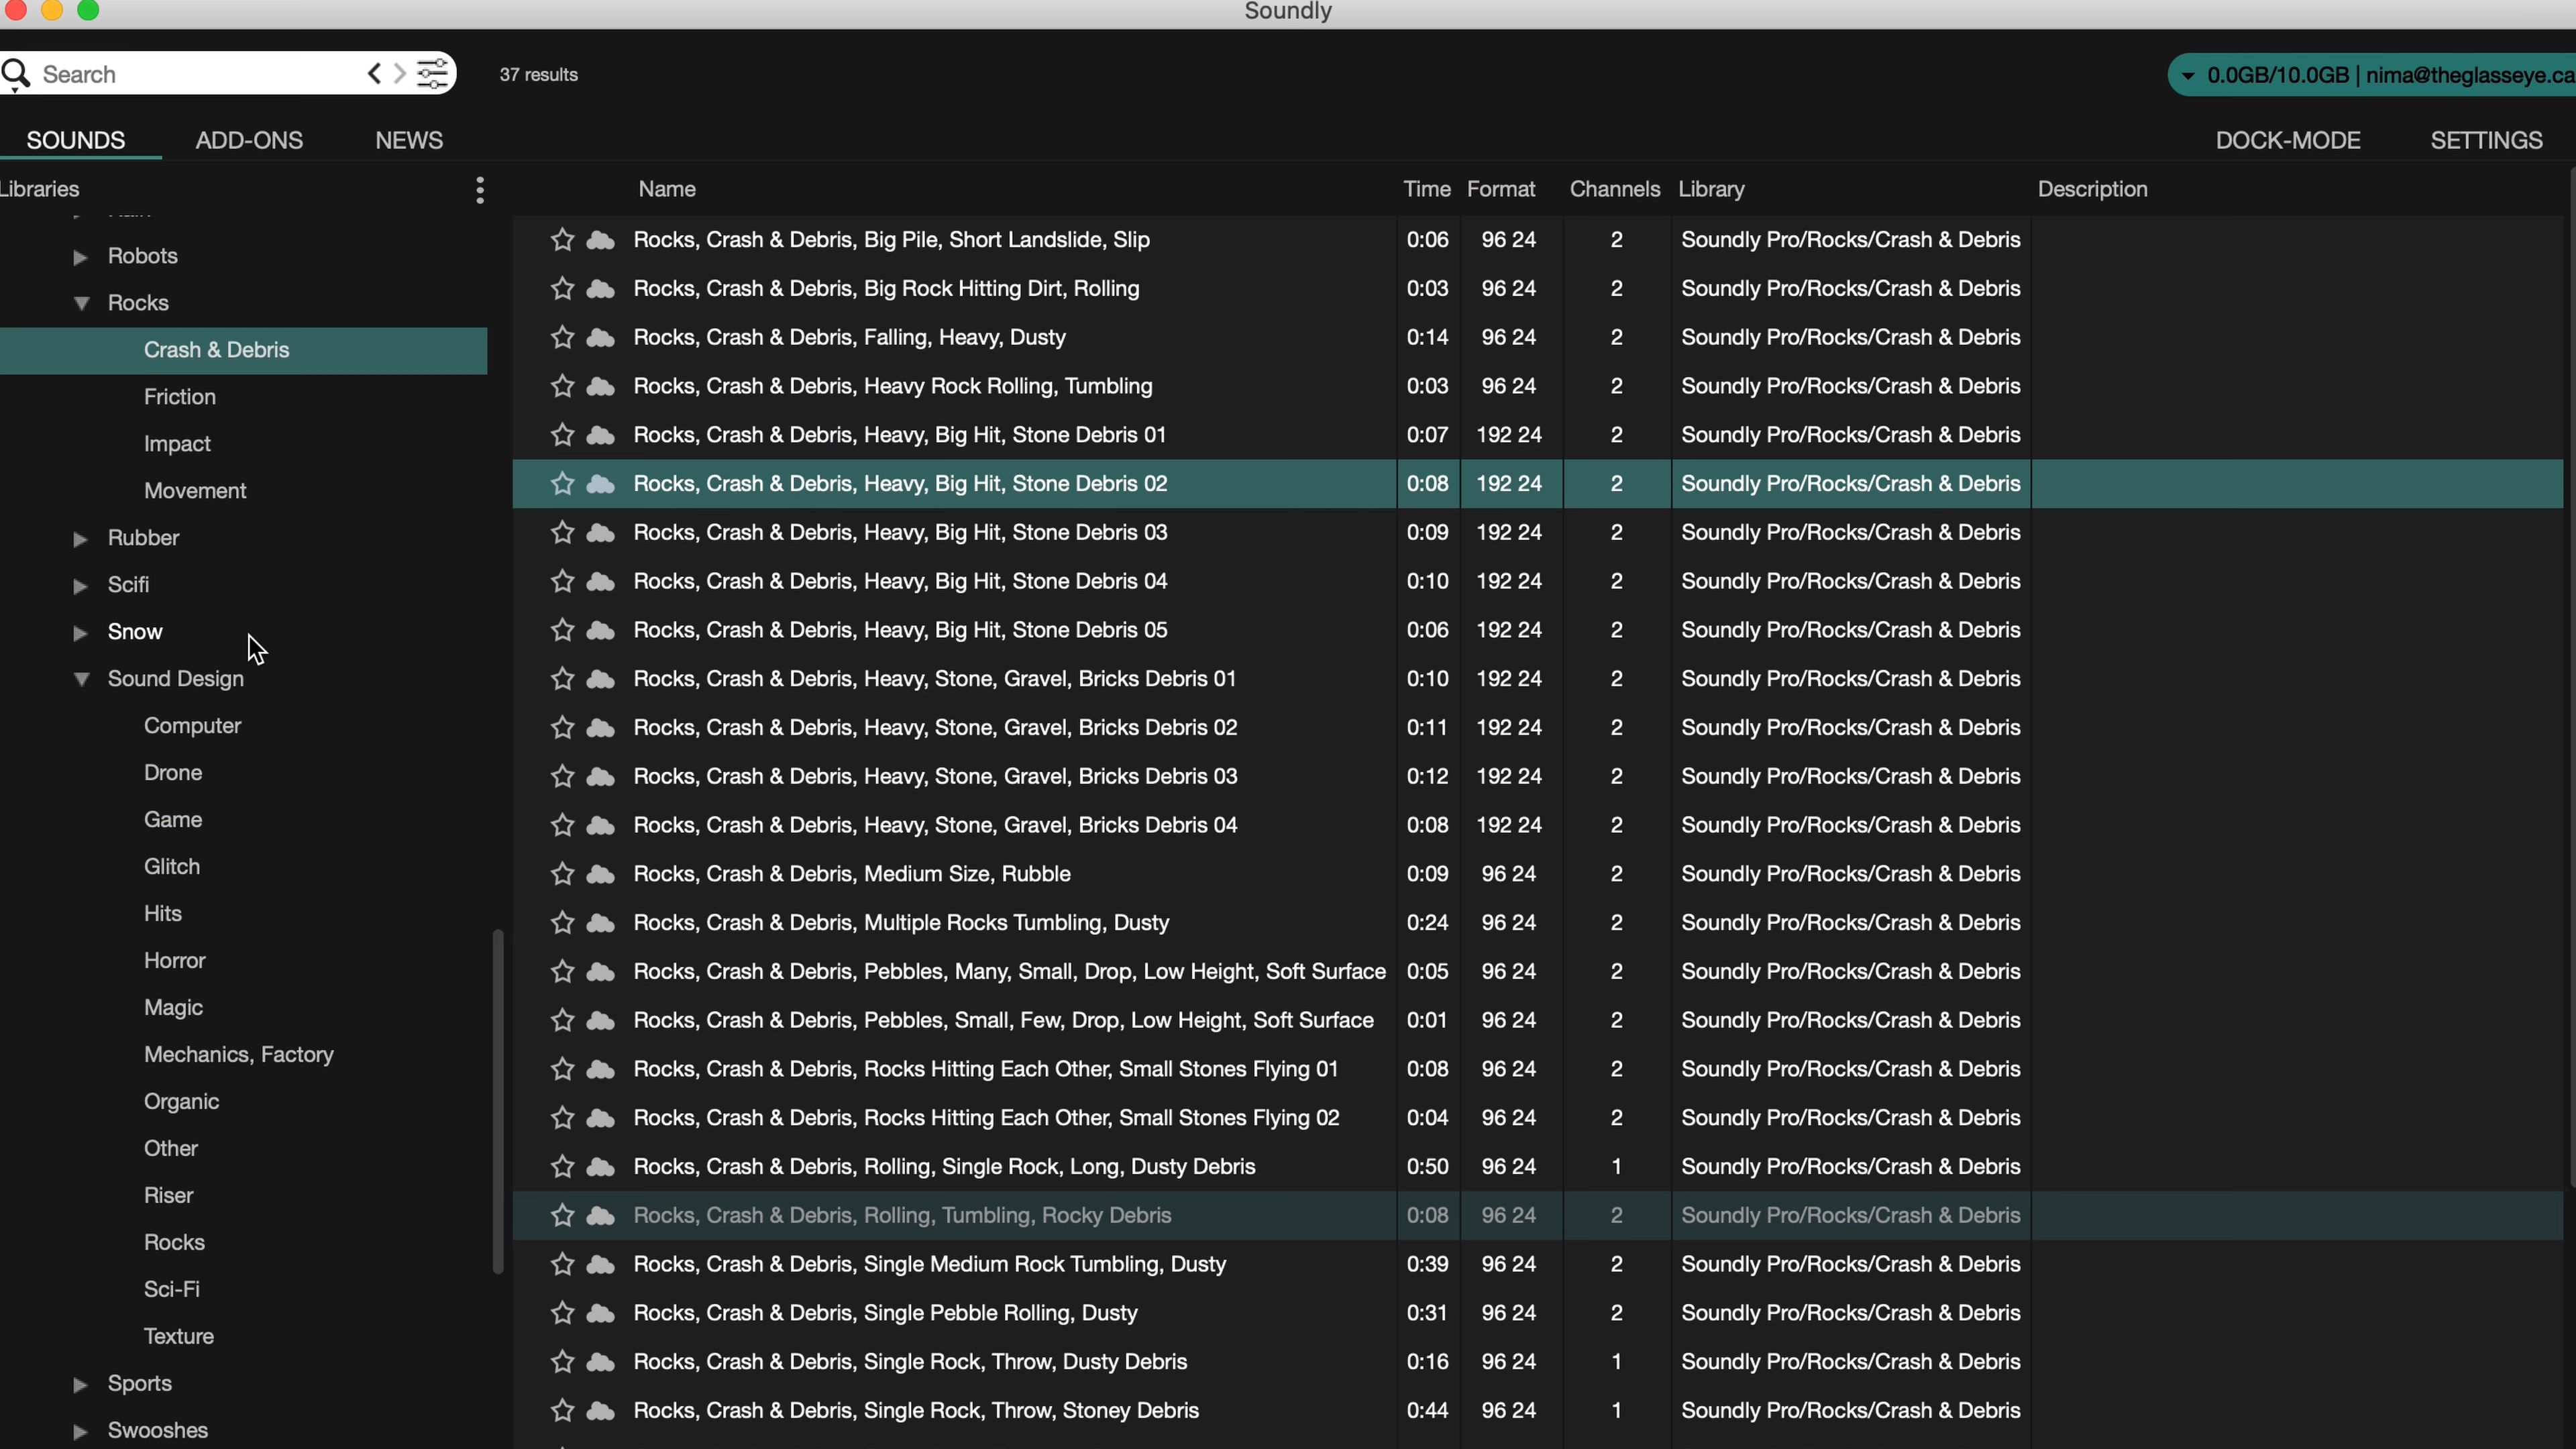 Soundly
Search
37 results
0.0GB/10.0GB | nima@theglasseye.ca
SOUNDS ADD-ONS NEWS DOCK-MODE SETTINGS
Libraries
Name Time Format Channels Library Description
Robots
Rocks
Crash & Debris
Friction
Impact
Movement
Rubber
Scifi
Snow
Sound Design
Computer
Drone
Game
Glitch
Hits
Horror
Magic
Mechanics, Factory
Organic
Other
Riser
Rocks
Sci-Fi
Texture
Sports
Swooshes
Rocks, Crash & Debris, Big Pile, Short Landslide, Slip 0:06 96 24 2 Soundly Pro/Rocks/Crash & Debris
Rocks, Crash & Debris, Big Rock Hitting Dirt, Rolling 0:03 96 24 2 Soundly Pro/Rocks/Crash & Debris
Rocks, Crash & Debris, Falling, Heavy, Dusty 0:14 96 24 2 Soundly Pro/Rocks/Crash & Debris
Rocks, Crash & Debris, Heavy Rock Rolling, Tumbling 0:03 96 24 2 Soundly Pro/Rocks/Crash & Debris
Rocks, Crash & Debris, Heavy, Big Hit, Stone Debris 01 0:07 192 24 2 Soundly Pro/Rocks/Crash & Debris
Rocks, Crash & Debris, Heavy, Big Hit, Stone Debris 02 0:08 192 24 2 Soundly Pro/Rocks/Crash & Debris
Rocks, Crash & Debris, Heavy, Big Hit, Stone Debris 03 0:09 192 24 2 Soundly Pro/Rocks/Crash & Debris
Rocks, Crash & Debris, Heavy, Big Hit, Stone Debris 04 0:10 192 24 2 Soundly Pro/Rocks/Crash & Debris
Rocks, Crash & Debris, Heavy, Big Hit, Stone Debris 05 0:06 192 24 2 Soundly Pro/Rocks/Crash & Debris
Rocks, Crash & Debris, Heavy, Stone, Gravel, Bricks Debris 01 0:10 192 24 2 Soundly Pro/Rocks/Crash & Debris
Rocks, Crash & Debris, Heavy, Stone, Gravel, Bricks Debris 02 0:11 192 24 2 Soundly Pro/Rocks/Crash & Debris
Rocks, Crash & Debris, Heavy, Stone, Gravel, Bricks Debris 03 0:12 192 24 2 Soundly Pro/Rocks/Crash & Debris
Rocks, Crash & Debris, Heavy, Stone, Gravel, Bricks Debris 04 0:08 192 24 2 Soundly Pro/Rocks/Crash & Debris
Rocks, Crash & Debris, Medium Size, Rubble 0:09 96 24 2 Soundly Pro/Rocks/Crash & Debris
Rocks, Crash & Debris, Multiple Rocks Tumbling, Dusty 0:24 96 24 2 Soundly Pro/Rocks/Crash & Debris
Rocks, Crash & Debris, Pebbles, Many, Small, Drop, Low Height, Soft Surface 0:05 96 24 2 Soundly Pro/Rocks/Crash & Debris
Rocks, Crash & Debris, Pebbles, Small, Few, Drop, Low Height, Soft Surface 0:01 96 24 2 Soundly Pro/Rocks/Crash & Debris
Rocks, Crash & Debris, Rocks Hitting Each Other, Small Stones Flying 01 0:08 96 24 2 Soundly Pro/Rocks/Crash & Debris
Rocks, Crash & Debris, Rocks Hitting Each Other, Small Stones Flying 02 0:04 96 24 2 Soundly Pro/Rocks/Crash & Debris
Rocks, Crash & Debris, Rolling, Single Rock, Long, Dusty Debris 0:50 96 24 1 Soundly Pro/Rocks/Crash & Debris
Rocks, Crash & Debris, Rolling, Tumbling, Rocky Debris 0:08 96 24 2 Soundly Pro/Rocks/Crash & Debris
Rocks, Crash & Debris, Single Medium Rock Tumbling, Dusty 0:39 96 24 2 Soundly Pro/Rocks/Crash & Debris
Rocks, Crash & Debris, Single Pebble Rolling, Dusty 0:31 96 24 2 Soundly Pro/Rocks/Crash & Debris
Rocks, Crash & Debris, Single Rock, Throw, Dusty Debris 0:16 96 24 1 Soundly Pro/Rocks/Crash & Debris
Rocks, Crash & Debris, Single Rock, Throw, Stoney Debris 0:44 96 24 1 Soundly Pro/Rocks/Crash & Debris